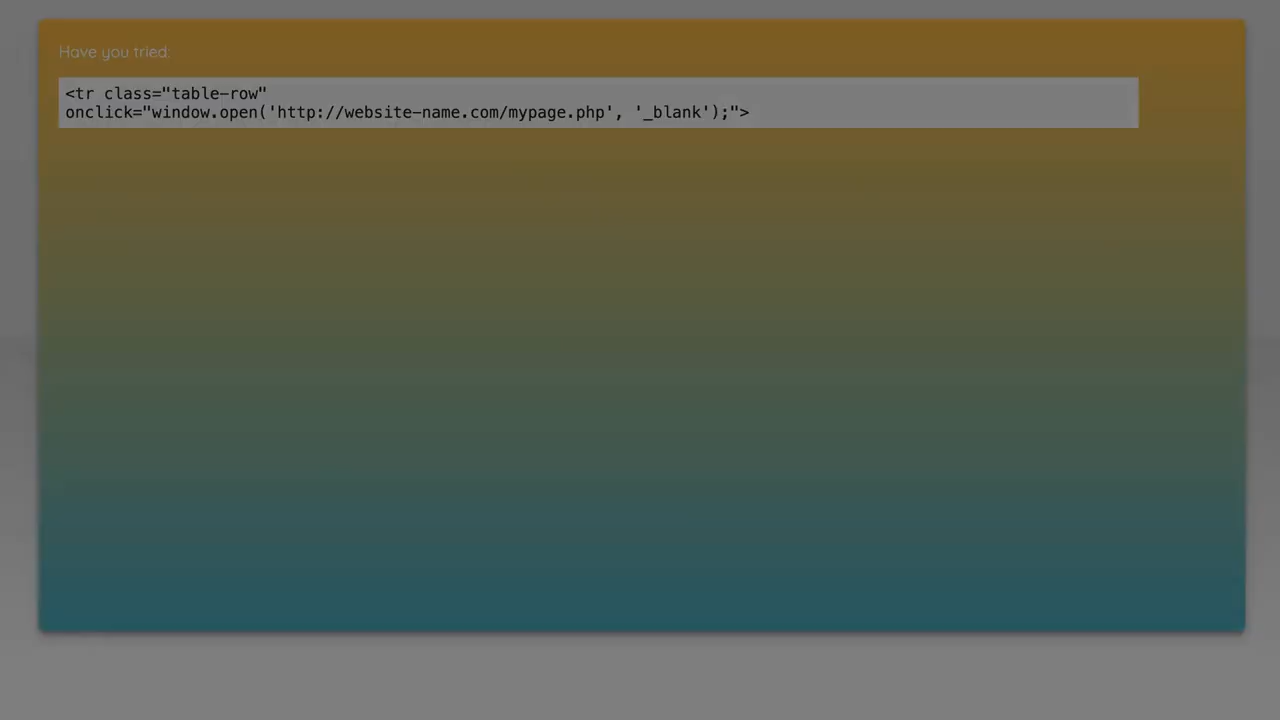 Have you tried:
<tr class="table-row"
onclick="window.open('http://website-name.com/mypage.php', '_blank');">